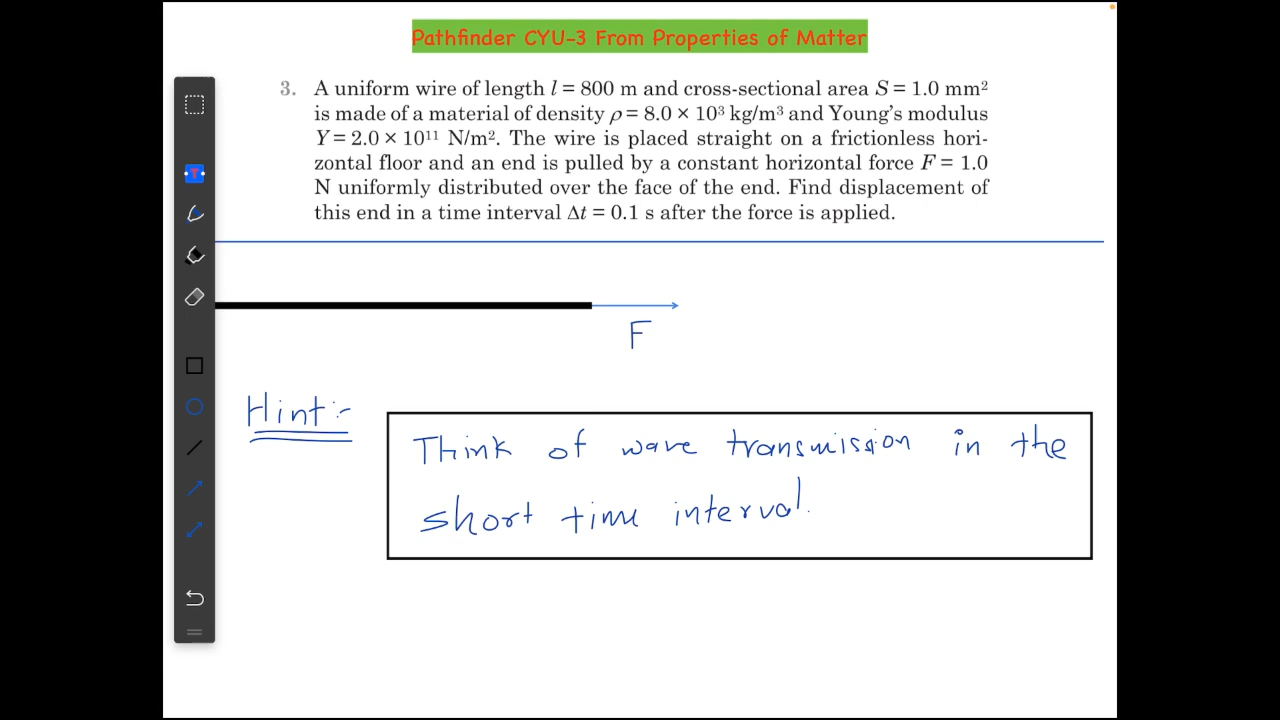 Pathfinder CYU-3 From Properties of Matter
3. A uniform wire of length l = 800 m and cross-sectional area S = 1.0 mm²
is made of a material of density ρ = 8.0 × 10³ kg/m³ and Young's modulus
Y = 2.0 × 10¹¹ N/m². The wire is placed straight on a frictionless hori-
zontal floor and an end is pulled by a constant horizontal force F = 1.0
N uniformly distributed over the face of the end. Find displacement of
this end in a time interval Δt = 0.1 s after the force is applied.
T
F
Hint :-
Think of wave transmission in the
short time interval.